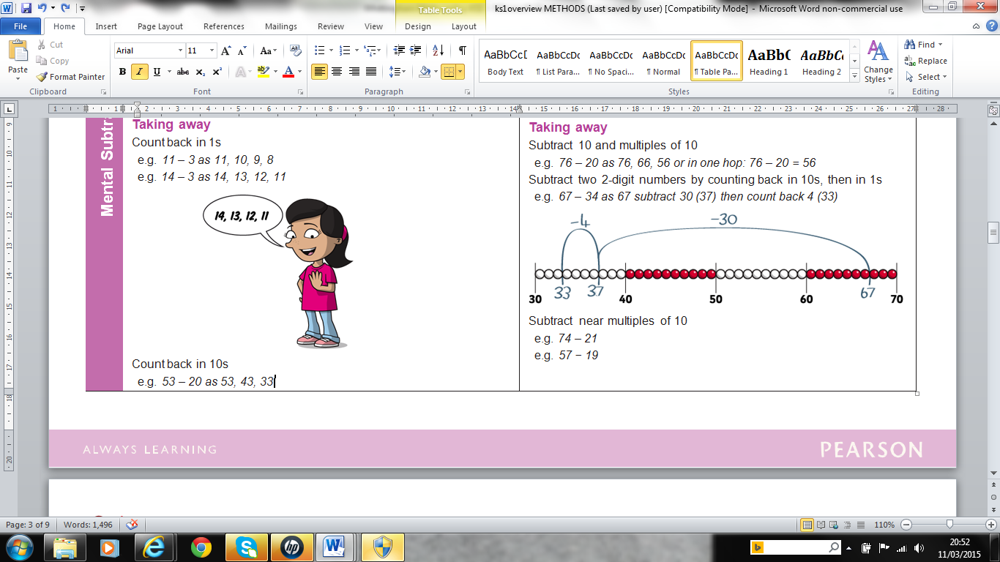 ks1overview METHODS (Last saved by user) [Compatibility Mode] - Microsoft Word non-commercial use
Table Tools
File Home Insert Page Layout References Mailings Review View Design Layout
Paste
Cut
Copy
Format Painter
Clipboard
Arial 11
Font
Paragraph
AaBbCcD AaBbCcDc AaBbCcDc AaBbCcDc AaBbCcDc AaBbC AaBbCc
Body Text ¶ List Para... ¶ No Spaci... ¶ Normal ¶ Table Pa... Heading 1 Heading 2
Change Styles
Styles
Find
Replace
Select
Editing
Mental Subtr
Taking away
Count back in 1s
e.g. 11 – 3 as 11, 10, 9, 8
e.g. 14 – 3 as 14, 13, 12, 11
14, 13, 12, 11
Count back in 10s
e.g. 53 – 20 as 53, 43, 33
Taking away
Subtract 10 and multiples of 10
e.g. 76 – 20 as 76, 66, 56 or in one hop: 76 – 20 = 56
Subtract two 2-digit numbers by counting back in 10s, then in 1s
e.g. 67 – 34 as 67 subtract 30 (37) then count back 4 (33)
–4 –30
33 37 67
30 40 50 60 70
Subtract near multiples of 10
e.g. 74 – 21
e.g. 57 – 19
ALWAYS LEARNING PEARSON
Page: 3 of 9 Words: 1,496 110%
20:52
11/03/2015